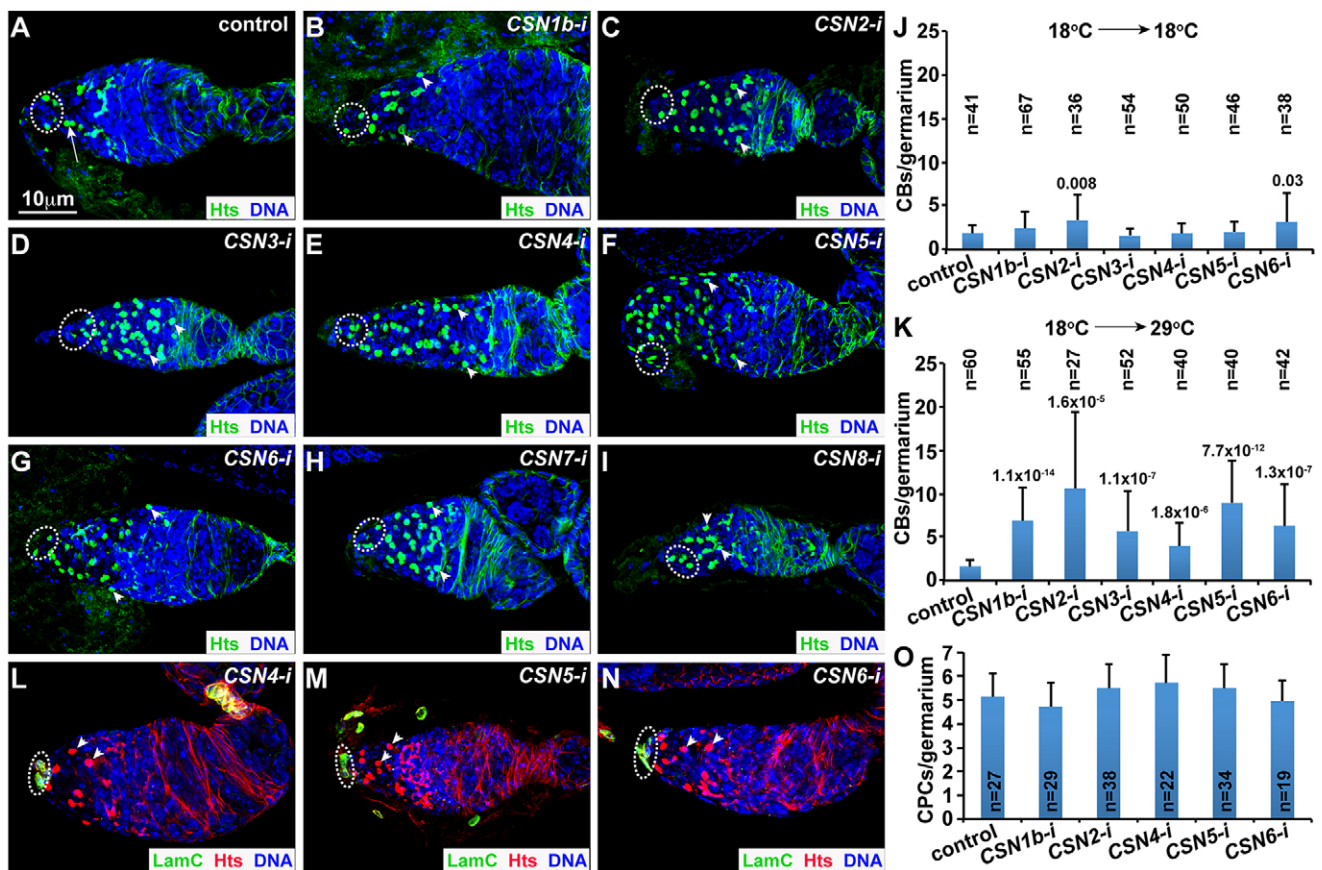 A control
10μm
Hts DNA
B CSN1b-i
Hts DNA
C CSN2-i
Hts DNA
D CSN3-i
Hts DNA
E CSN4-i
Hts DNA
F CSN5-i
Hts DNA
G CSN6-i
Hts DNA
H CSN7-i
Hts DNA
I CSN8-i
Hts DNA
L CSN4-i
LamC Hts DNA
M CSN5-i
LamC Hts DNA
N CSN6-i
LamC Hts DNA
J
18°C → 18°C
CBs/germarium
25
20
15
10
5
0
n=41 n=67 n=36 n=54 n=50 n=46 n=38
0.008 0.03
control CSN1b-i CSN2-i CSN3-i CSN4-i CSN5-i CSN6-i
K
18°C → 29°C
CBs/germarium
25
20
15
10
5
0
n=60 n=55 n=27 n=52 n=40 n=40 n=42
1.1x10⁻¹⁴ 1.6x10⁻⁵ 1.1x10⁻⁷ 1.8x10⁻⁶ 7.7x10⁻¹² 1.3x10⁻⁷
control CSN1b-i CSN2-i CSN3-i CSN4-i CSN5-i CSN6-i
O
CPCs/germarium
7
6
5
4
3
2
1
0
n=27 n=29 n=38 n=22 n=34 n=19
control CSN1b-i CSN2-i CSN4-i CSN5-i CSN6-i